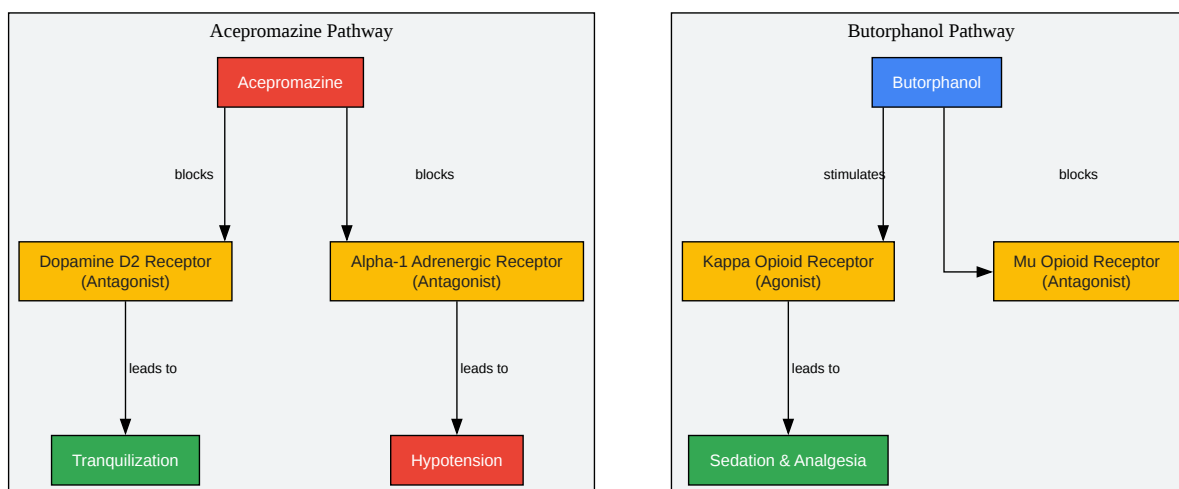 Acepromazine Pathway
Acepromazine
blocks
blocks
Dopamine D2 Receptor
(Antagonist)
Alpha-1 Adrenergic Receptor
(Antagonist)
leads to
leads to
Tranquilization
Hypotension
Butorphanol Pathway
Butorphanol
stimulates
blocks
Kappa Opioid Receptor
(Agonist)
Mu Opioid Receptor
(Antagonist)
leads to
Sedation & Analgesia